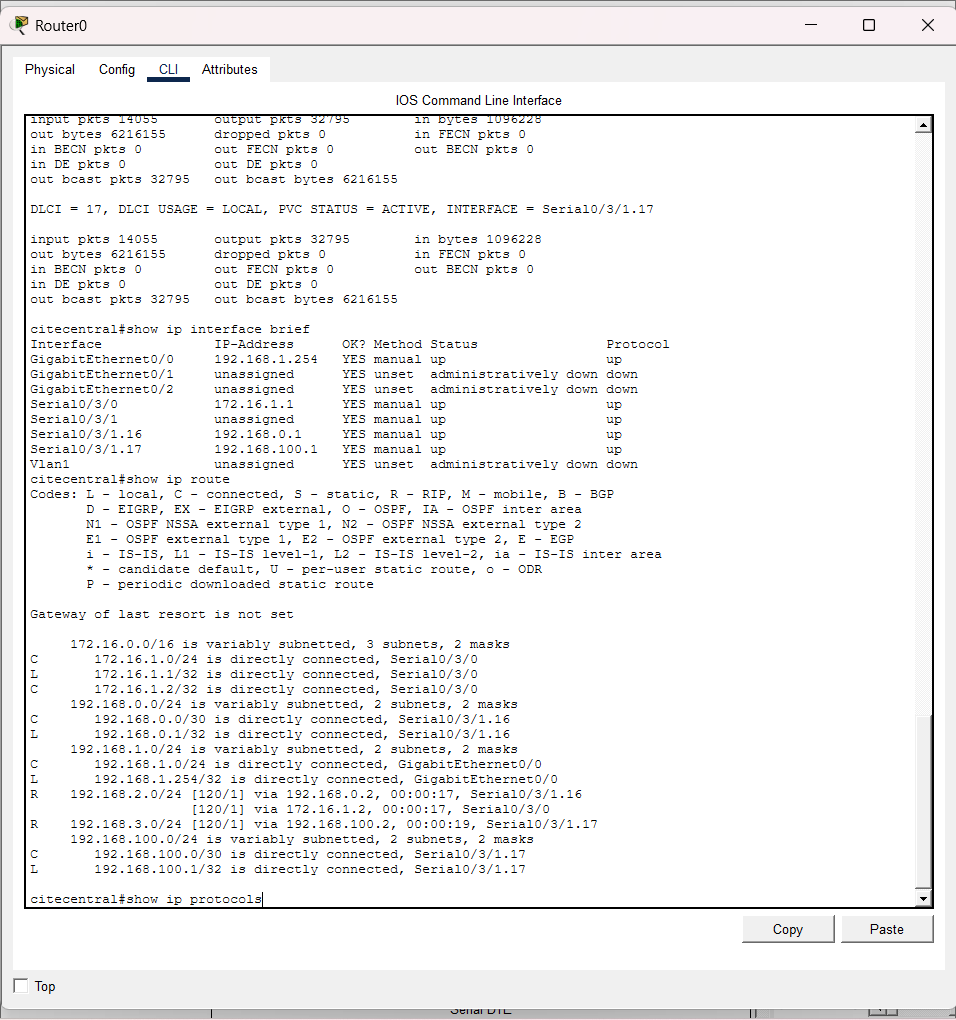 Router0
Physical Config CLI Attributes
IOS Command Line Interface
input pkts 14055 output pkts 32795 in bytes 1096228
out bytes 6216155 dropped pkts 0 in FECN pkts 0
in BECN pkts 0 out FECN pkts 0 out BECN pkts 0
in DE pkts 0 out DE pkts 0
out bcast pkts 32795 out bcast bytes 6216155
DLCI = 17, DLCI USAGE = LOCAL, PVC STATUS = ACTIVE, INTERFACE = Serial0/3/1.17
input pkts 14055 output pkts 32795 in bytes 1096228
out bytes 6216155 dropped pkts 0 in FECN pkts 0
in BECN pkts 0 out FECN pkts 0 out BECN pkts 0
in DE pkts 0 out DE pkts 0
out bcast pkts 32795 out bcast bytes 6216155
citecentral#show ip interface brief
Interface IP-Address OK? Method Status Protocol
GigabitEthernet0/0 192.168.1.254 YES manual up up
GigabitEthernet0/1 unassigned YES unset administratively down down
GigabitEthernet0/2 unassigned YES unset administratively down down
Serial0/3/0 172.16.1.1 YES manual up up
Serial0/3/1 unassigned YES manual up up
Serial0/3/1.16 192.168.0.1 YES manual up up
Serial0/3/1.17 192.168.100.1 YES manual up up
Vlan1 unassigned YES unset administratively down down
citecentral#show ip route
Codes: L - local, C - connected, S - static, R - RIP, M - mobile, B - BGP
D - EIGRP, EX - EIGRP external, O - OSPF, IA - OSPF inter area
N1 - OSPF NSSA external type 1, N2 - OSPF NSSA external type 2
E1 - OSPF external type 1, E2 - OSPF external type 2, E - EGP
i - IS-IS, L1 - IS-IS level-1, L2 - IS-IS level-2, ia - IS-IS inter area
* - candidate default, U - per-user static route, o - ODR
P - periodic downloaded static route
Gateway of last resort is not set
172.16.0.0/16 is variably subnetted, 3 subnets, 2 masks
C 172.16.1.0/24 is directly connected, Serial0/3/0
L 172.16.1.1/32 is directly connected, Serial0/3/0
C 172.16.1.2/32 is directly connected, Serial0/3/0
192.168.0.0/24 is variably subnetted, 2 subnets, 2 masks
C 192.168.0.0/30 is directly connected, Serial0/3/1.16
L 192.168.0.1/32 is directly connected, Serial0/3/1.16
192.168.1.0/24 is variably subnetted, 2 subnets, 2 masks
C 192.168.1.0/24 is directly connected, GigabitEthernet0/0
L 192.168.1.254/32 is directly connected, GigabitEthernet0/0
R 192.168.2.0/24 [120/1] via 192.168.0.2, 00:00:17, Serial0/3/1.16
[120/1] via 172.16.1.2, 00:00:17, Serial0/3/0
R 192.168.3.0/24 [120/1] via 192.168.100.2, 00:00:19, Serial0/3/1.17
192.168.100.0/24 is variably subnetted, 2 subnets, 2 masks
C 192.168.100.0/30 is directly connected, Serial0/3/1.17
L 192.168.100.1/32 is directly connected, Serial0/3/1.17
citecentral#show ip protocols
Copy Paste
Top
Serial DTE